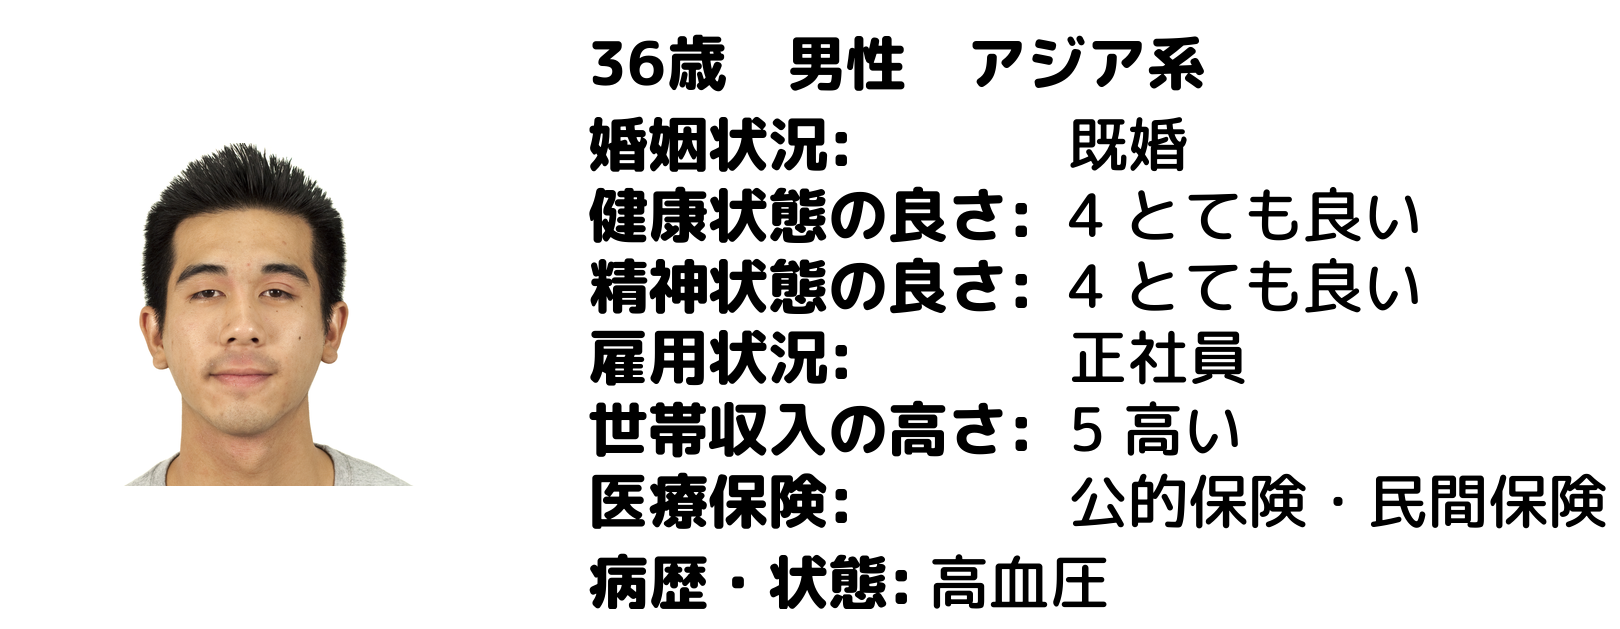 36歳　男性　アジア系
婚姻状況: 既婚
健康状態の良さ: 4 とても良い
精神状態の良さ: 4 とても良い
雇用状況: 正社員
世帯収入の高さ: 5 高い
医療保険: 公的保険・民間保険
病歴・状態: 高血圧